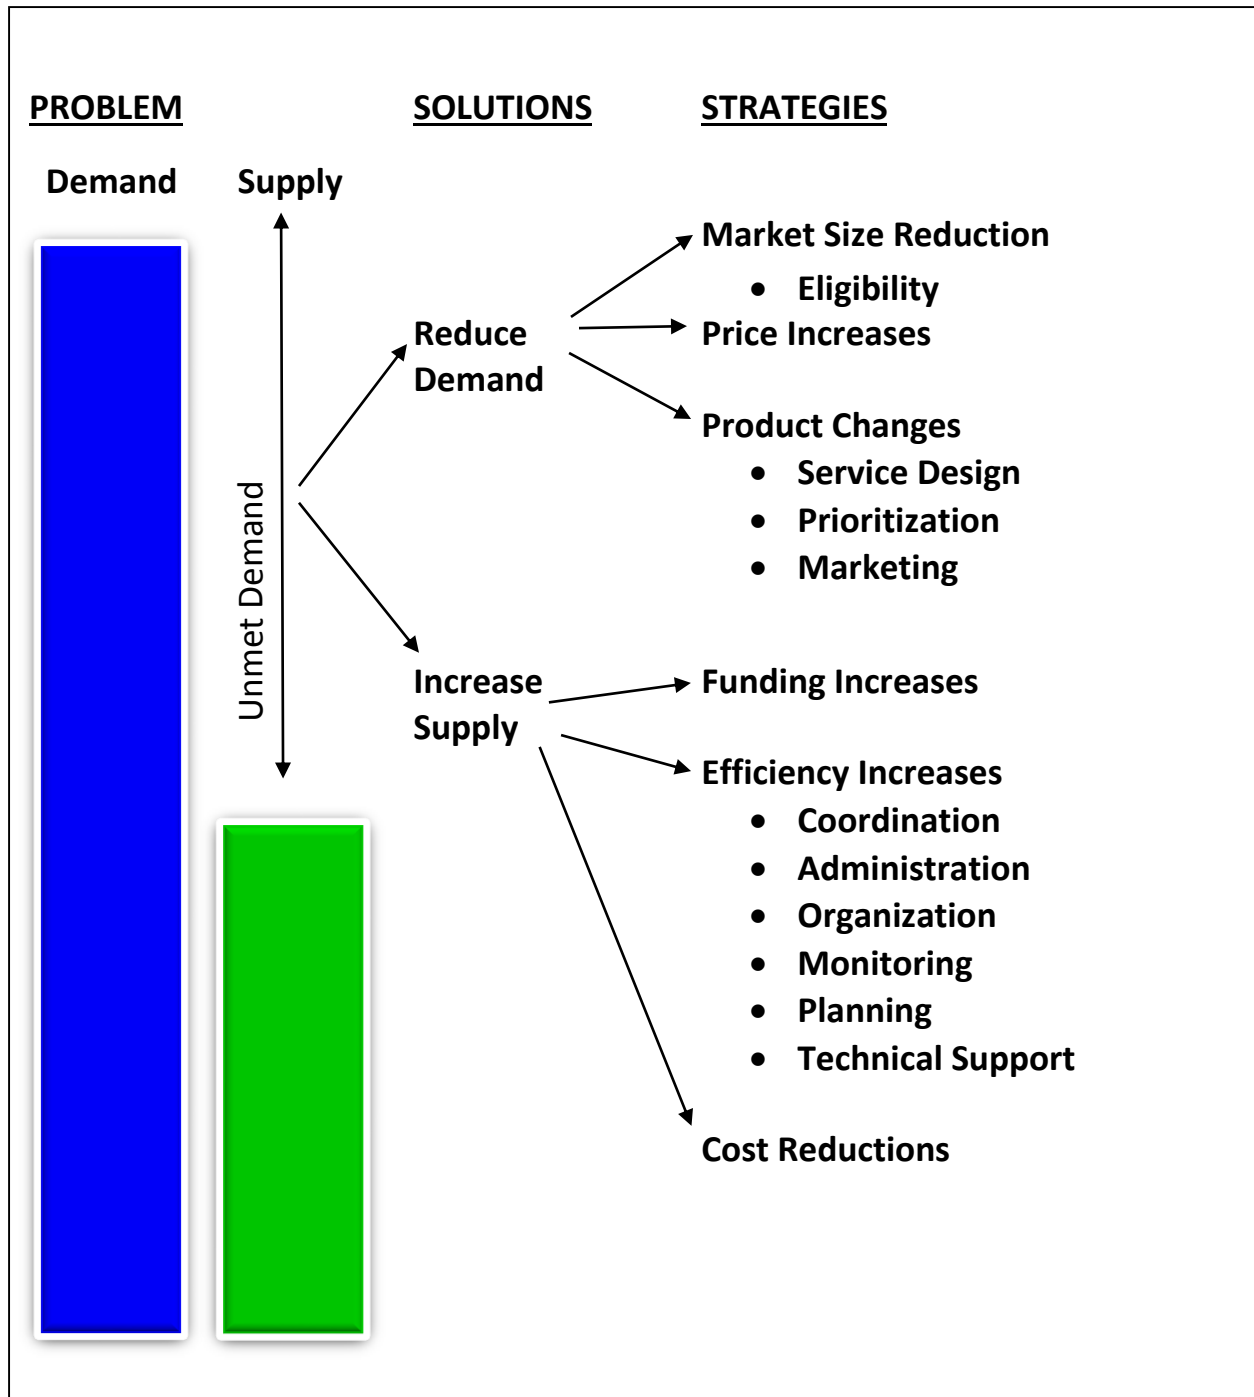 PROBLEM SOLUTIONS STRATEGIES
Demand Supply
Market Size Reduction
• Eligibility
Reduce
Demand
Price Increases
Product Changes
• Service Design
• Prioritization
• Marketing
Unmet Demand
Increase
Supply
Funding Increases
Efficiency Increases
• Coordination
• Administration
• Organization
• Monitoring
• Planning
• Technical Support
Cost Reductions